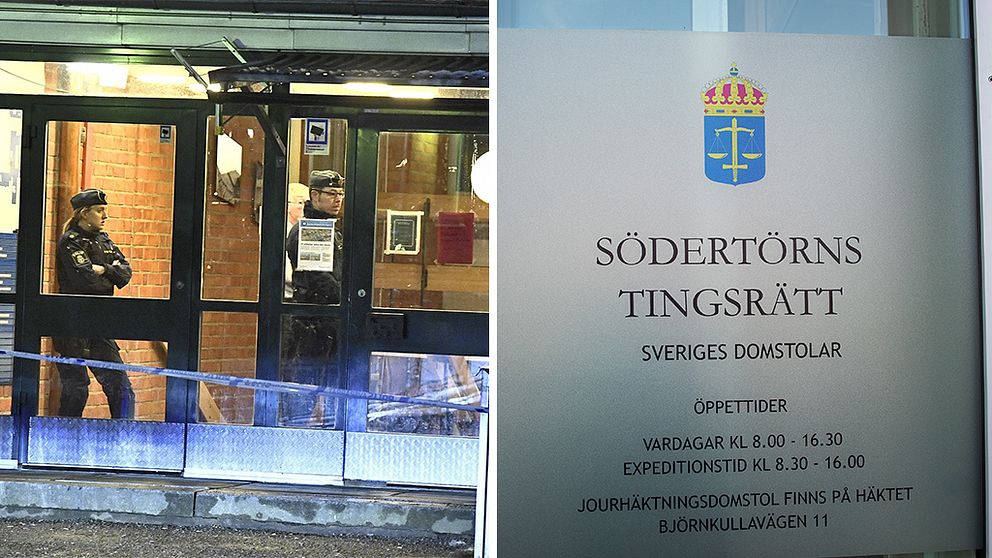 SÖDERTÖRNS
TINGSRÄTT
SVERIGES DOMSTOLAR
ÖPPETTIDER
VARDAGAR KL 8.00 - 16.30
EXPEDITIONSTID KL 8.30 - 16.00
JOURHÄKTNINGSDOMSTOL FINNS PÅ HÄKTET
BJÖRNKULLAVÄGEN 11